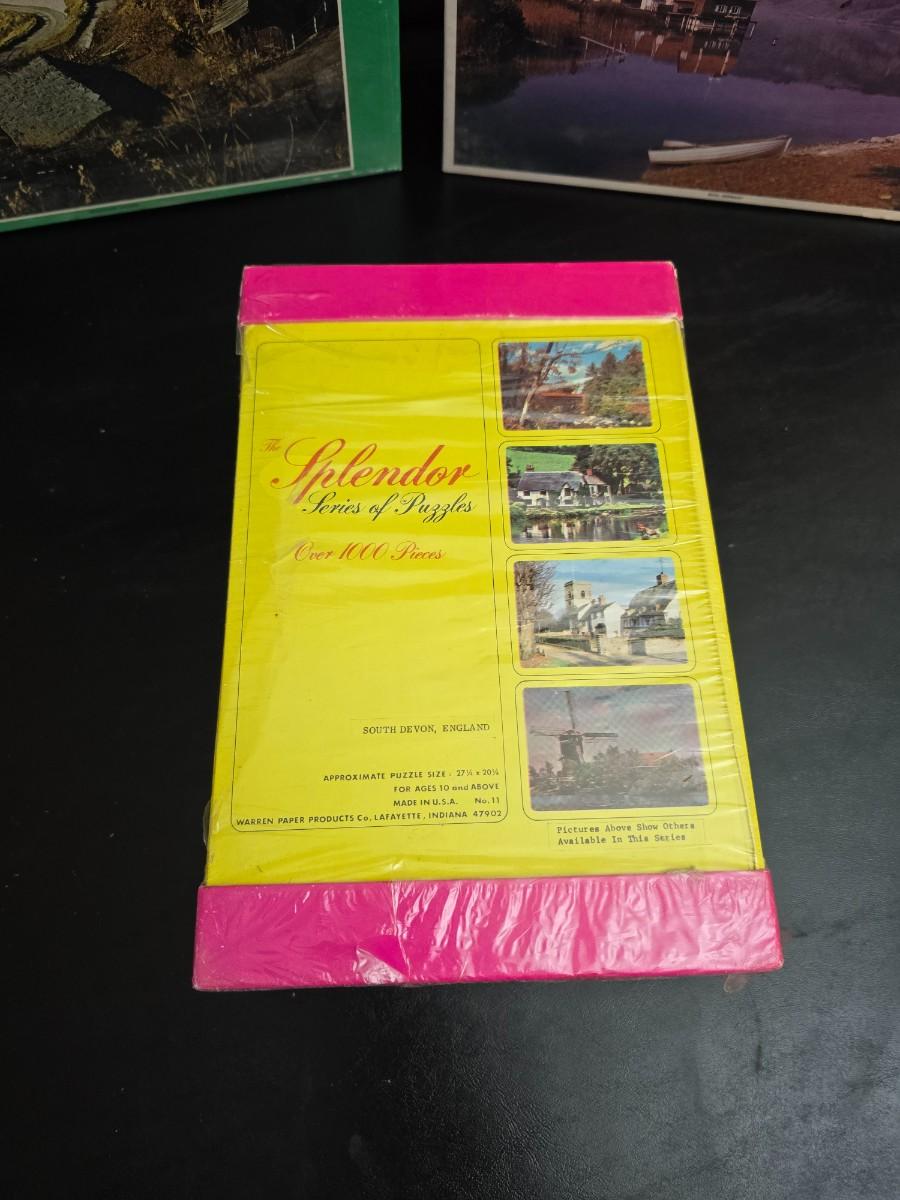 The
Splendor
Series of Puzzles
Over 1000 Pieces
SOUTH DEVON, ENGLAND
APPROXIMATE PUZZLE SIZE: 27¼ x 20¼
FOR AGES 10 and ABOVE
MADE IN U.S.A. No. 11
WARREN PAPER PRODUCTS Co, LAFAYETTE, INDIANA 47902
Pictures Above Show Others
Available In This Series